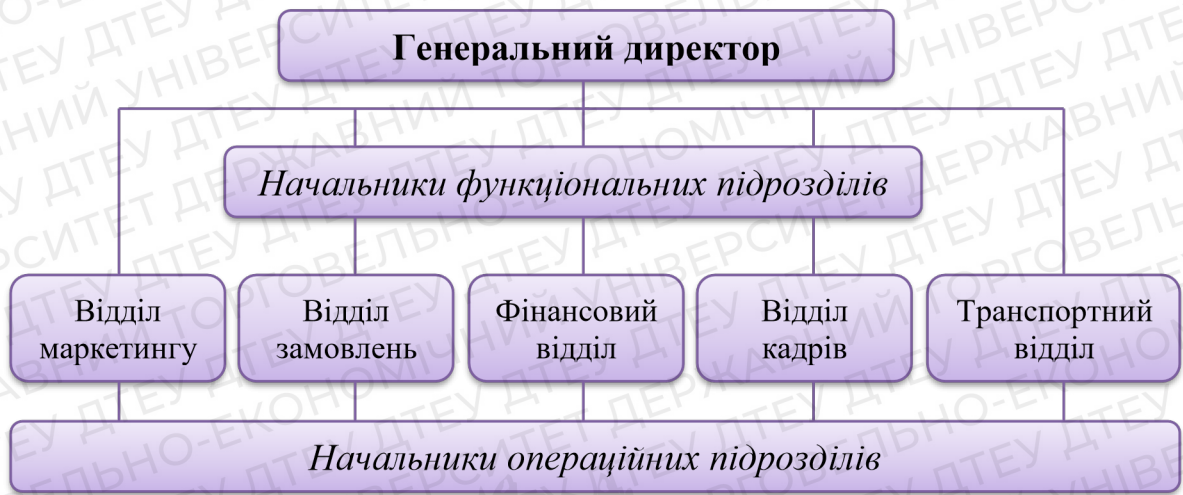 Генеральний директор
Начальники функціональних підрозділів
Відділ
маркетингу
Відділ
замовлень
Фінансовий
відділ
Відділ
кадрів
Транспортний
відділ
Начальники операційних підрозділів